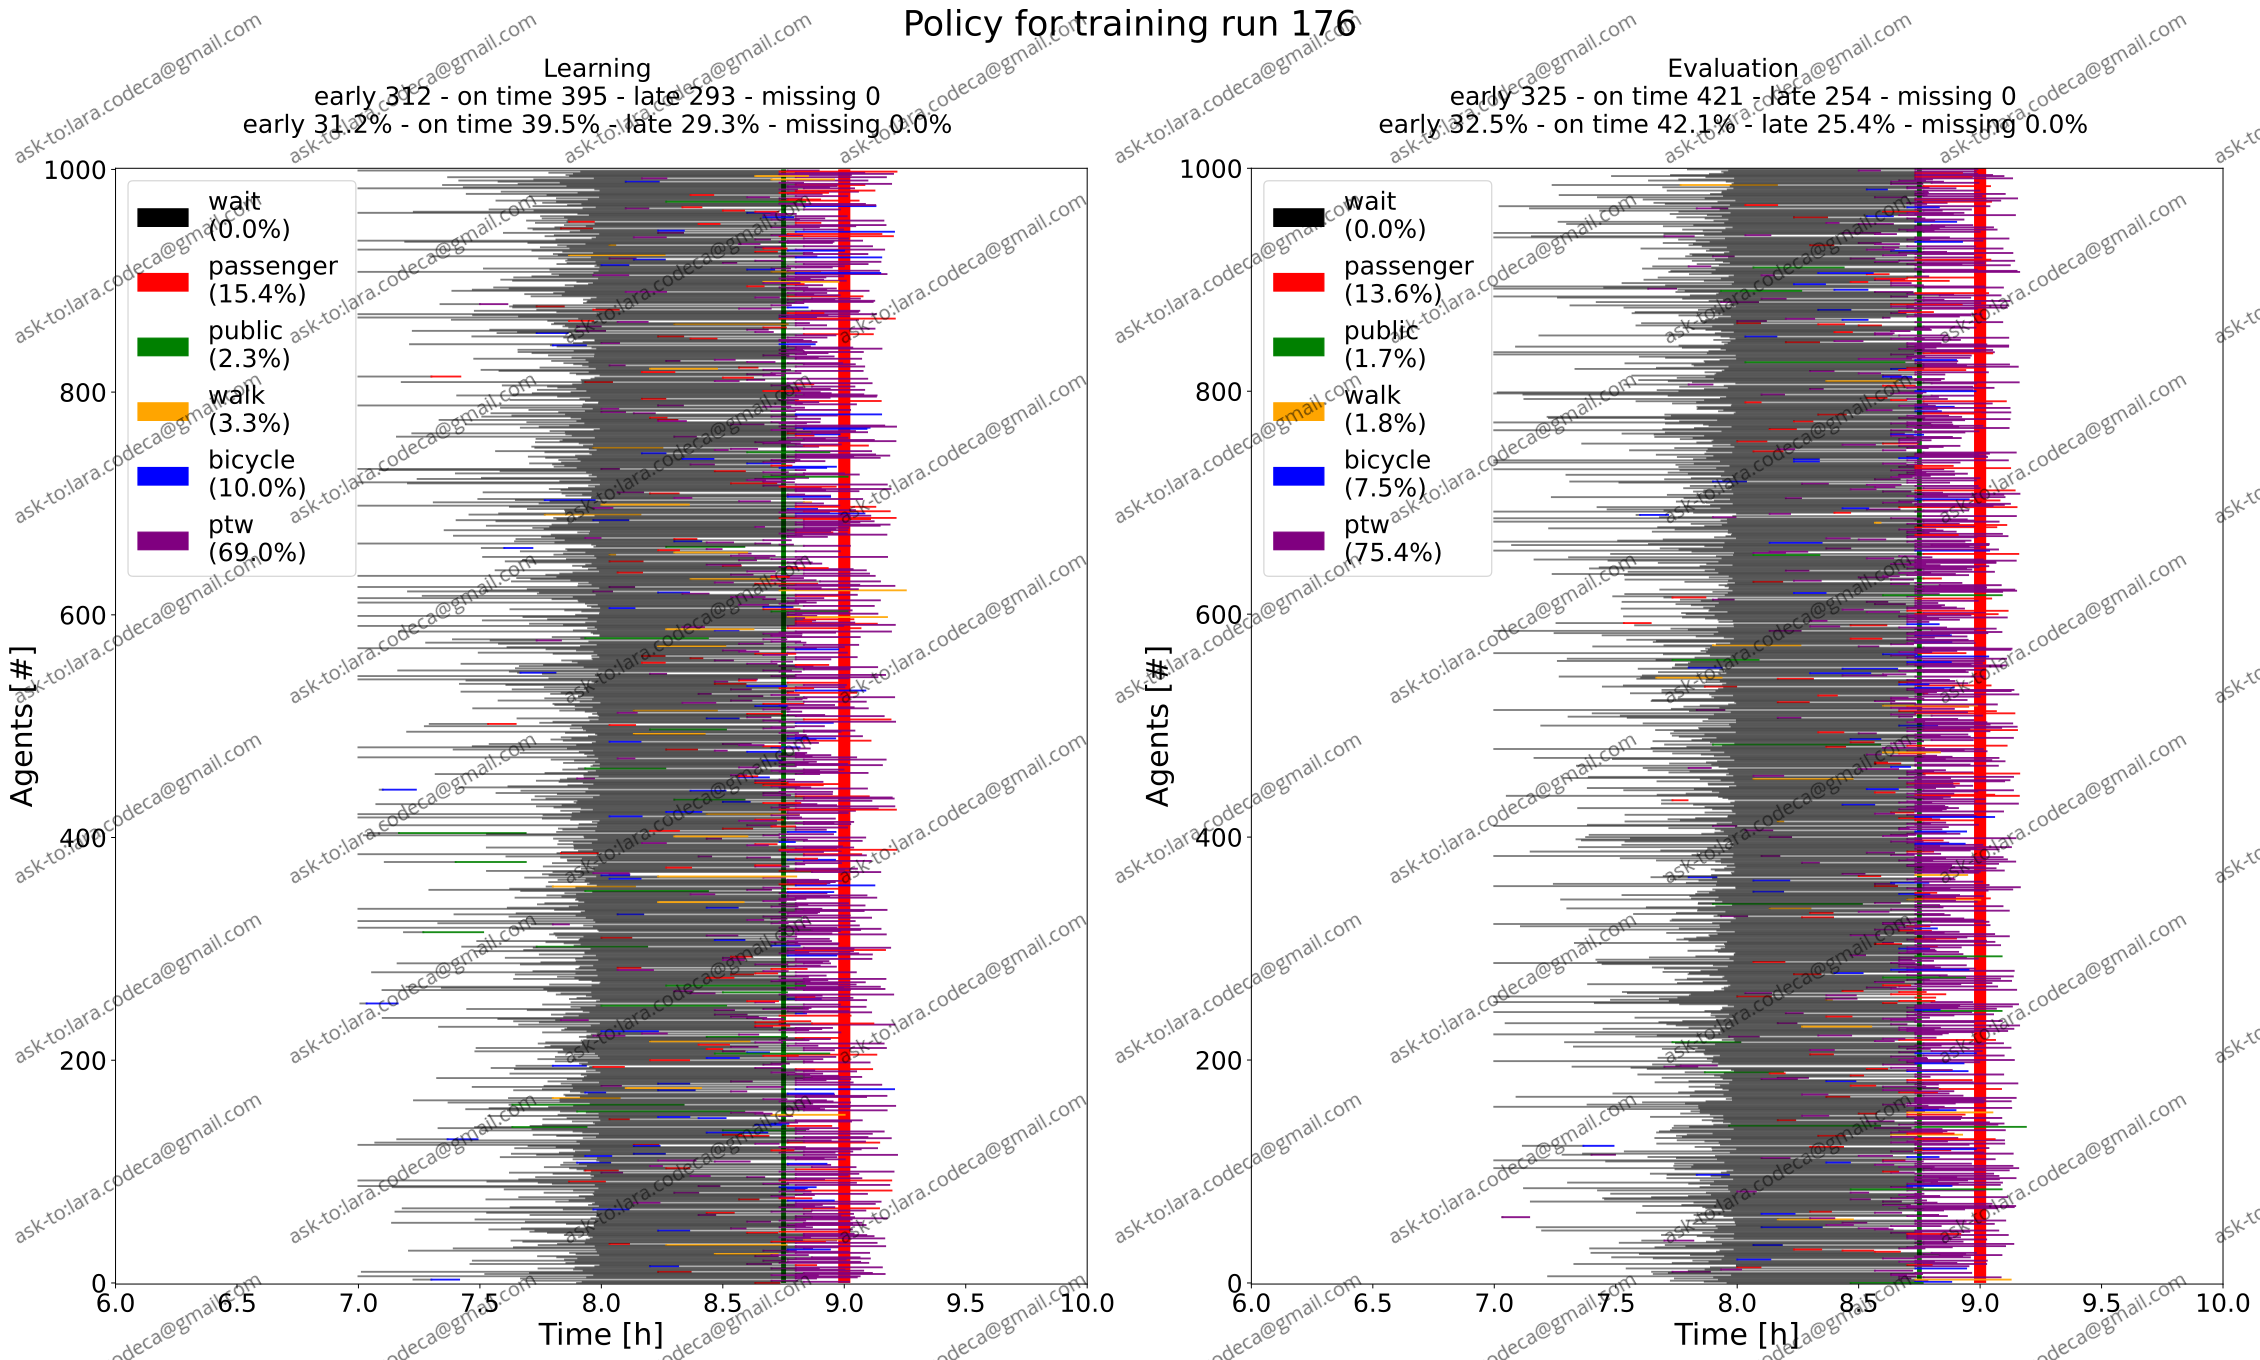 Policy for training run 176
Learning
early 312 - on time 395 - late 293 - missing 0
early 31.2% - on time 39.5% - late 29.3% - missing 0.0%
Agents [#]
1000
800
600
400
200
0
wait
(0.0%)
passenger
(15.4%)
public
(2.3%)
walk
(3.3%)
bicycle
(10.0%)
ptw
(69.0%)
6.0 6.5 7.0 7.5 8.0 8.5 9.0 9.5 10.0
Time [h]
Evaluation
early 325 - on time 421 - late 254 - missing 0
early 32.5% - on time 42.1% - late 25.4% - missing 0.0%
Agents [#]
1000
800
600
400
200
0
wait
(0.0%)
passenger
(13.6%)
public
(1.7%)
walk
(1.8%)
bicycle
(7.5%)
ptw
(75.4%)
6.0 6.5 7.0 7.5 8.0 8.5 9.0 9.5 10.0
Time [h]
ask-to:lara.codeca@gmail.com